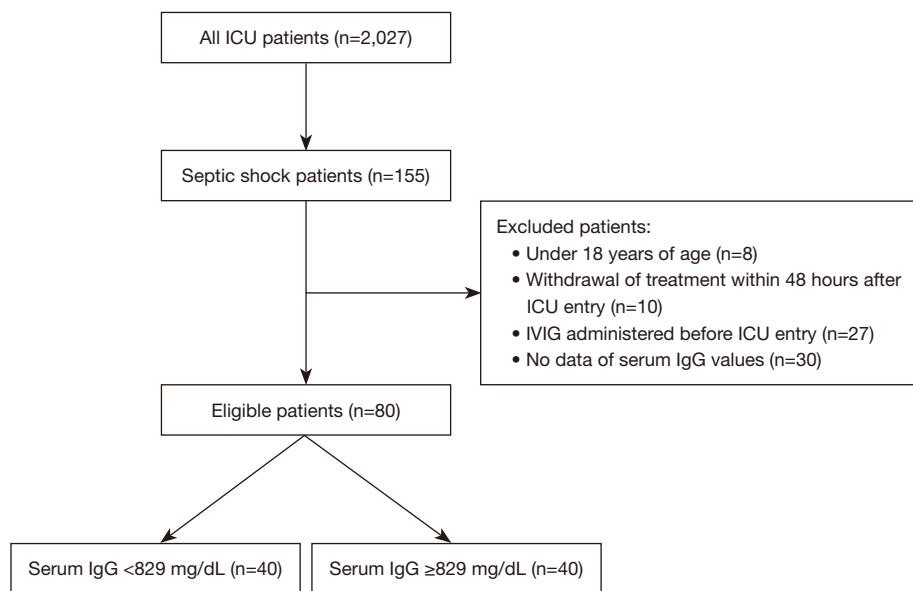 All ICU patients (n=2,027)
Septic shock patients (n=155)
Excluded patients:
• Under 18 years of age (n=8)
• Withdrawal of treatment within 48 hours after
ICU entry (n=10)
• IVIG administered before ICU entry (n=27)
• No data of serum IgG values (n=30)
Eligible patients (n=80)
Serum IgG <829 mg/dL (n=40)
Serum IgG ≥829 mg/dL (n=40)